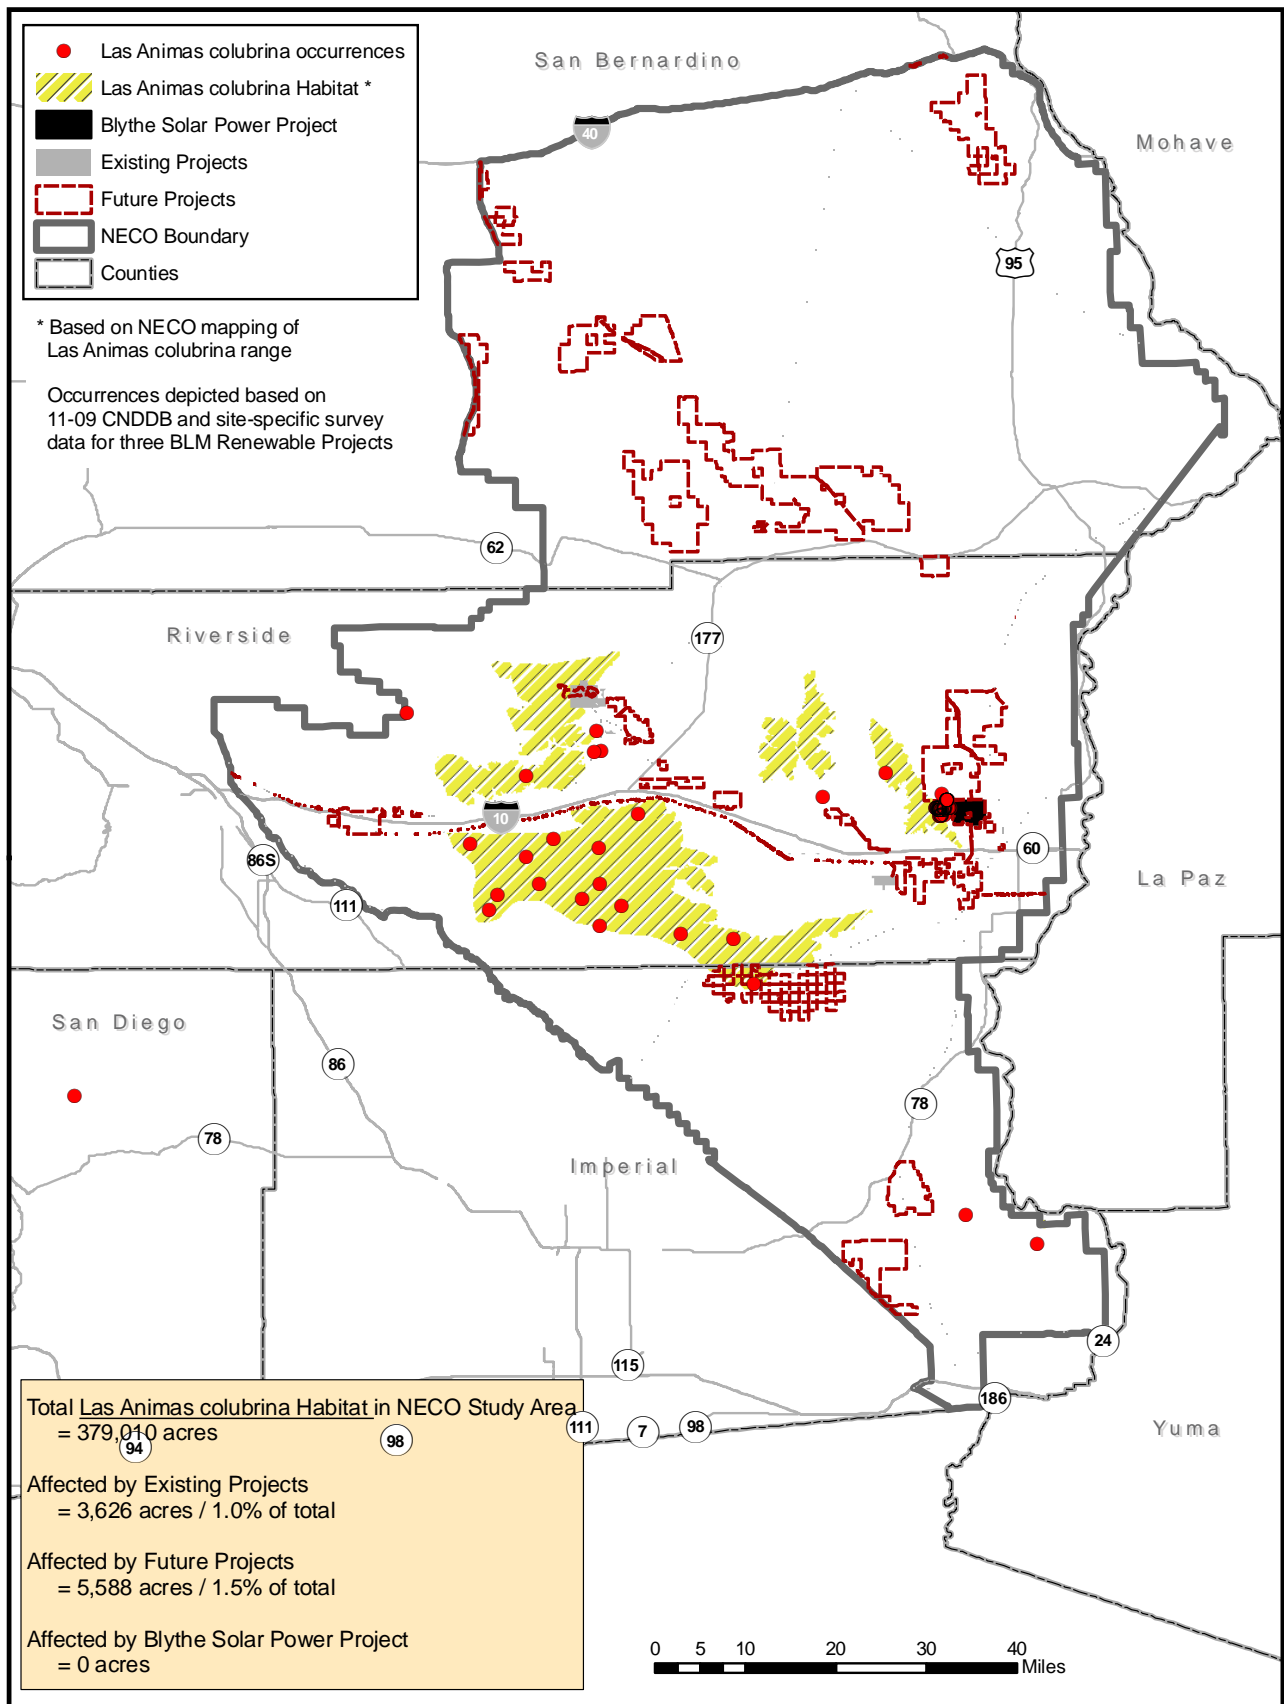 Las Animas colubrina occurrences
Las Animas colubrina Habitat *
Blythe Solar Power Project
Existing Projects
Future Projects
NECO Boundary
Counties
* Based on NECO mapping of
Las Animas colubrina range
Occurrences depicted based on
11-09 CNDDB and site-specific survey
data for three BLM Renewable Projects
San Bernardino
40
Mohave
95
62
Riverside
177
10
60
86S
111
La Paz
San Diego
86
78
78
Imperial
24
115
186
111
7
98
94
98
Yuma
Total Las Animas colubrina Habitat in NECO Study Area
= 379,010 acres
Affected by Existing Projects
= 3,626 acres / 1.0% of total
Affected by Future Projects
= 5,588 acres / 1.5% of total
Affected by Blythe Solar Power Project
= 0 acres
0 5 10 20 30 40
Miles